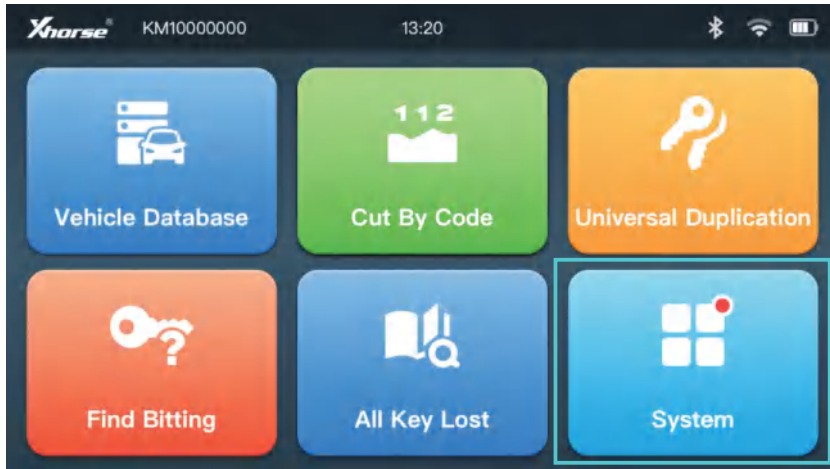 Xhorse® KM10000000 13:20
Vehicle Database
112
Cut By Code
Universal Duplication
?
Find Bitting
All Key Lost
System